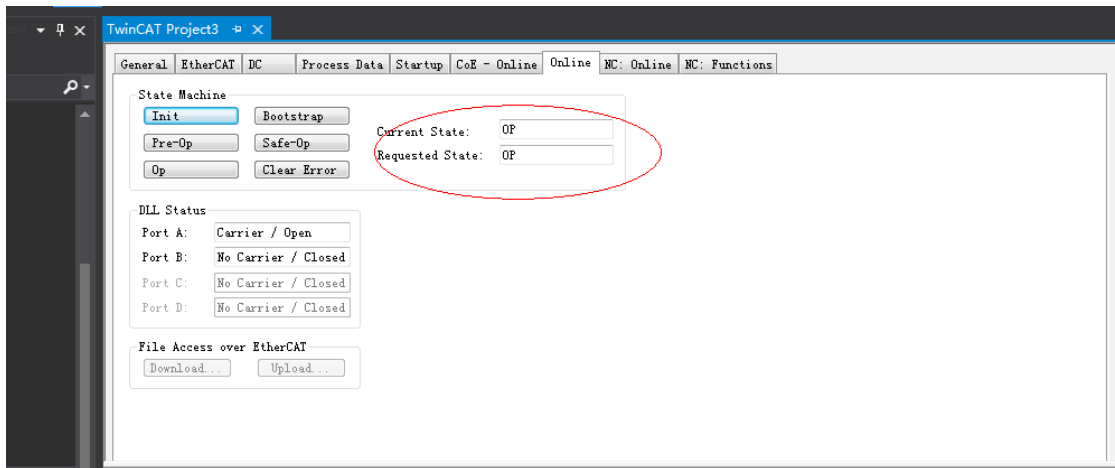 TwinCAT Project3
General EtherCAT DC Process Data Startup CoE - Online Online NC: Online NC: Functions
State Machine
Init Bootstrap
Current State: OP
Pre-Op Safe-Op
Requested State: OP
Op Clear Error
DLL Status
Port A: Carrier / Open
Port B: No Carrier / Closed
Port C: No Carrier / Closed
Port D: No Carrier / Closed
File Access over EtherCAT
Download... Upload...